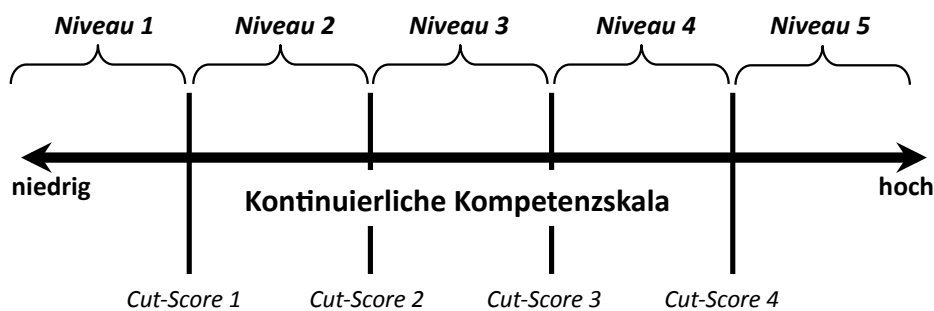 Niveau 1 Niveau 2 Niveau 3 Niveau 4 Niveau 5
niedrig hoch
Kontinuierliche Kompetenzskala
Cut-Score 1 Cut-Score 2 Cut-Score 3 Cut-Score 4